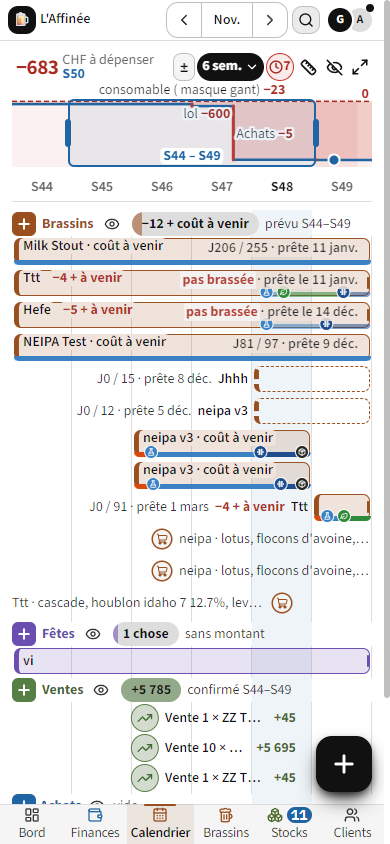 L'Affinée
Nov.
G A
−683 CHF à dépenser
S50
±
6 sem.
7
consomable ( masque gant) −23
0
lol −600
Achats −5
S44 – S49
S44 S45 S46 S47 S48 S49
Brassins
−12 + coût à venir
prévu S44–S49
Milk Stout · coût à venir
J206 / 255 · prête 11 janv.
Ttt −4 + à venir
pas brassée · prête le 11 janv.
Hefe −5 + à venir
pas brassée · prête le 14 déc.
NEIPA Test · coût à venir
J81 / 97 · prête 9 déc.
J0 / 15 · prête 8 déc. Jhhh
J0 / 12 · prête 5 déc. neipa v3
neipa v3 · coût à venir
neipa v3 · coût à venir
J0 / 91 · prête 1 mars −4 + à venir Ttt
neipa · lotus, flocons d'avoine,…
neipa · lotus, flocons d'avoine,…
Ttt · cascade, houblon idaho 7 12.7%, lev…
Fêtes
1 chose
sans montant
vi
Ventes
+5 785
confirmé S44–S49
Vente 1 × ZZ T… +45
Vente 10 × … +5 695
Vente 1 × ZZ T… +45
Achats vide
Bord
Finances
Calendrier
Brassins
11
Stocks
Clients